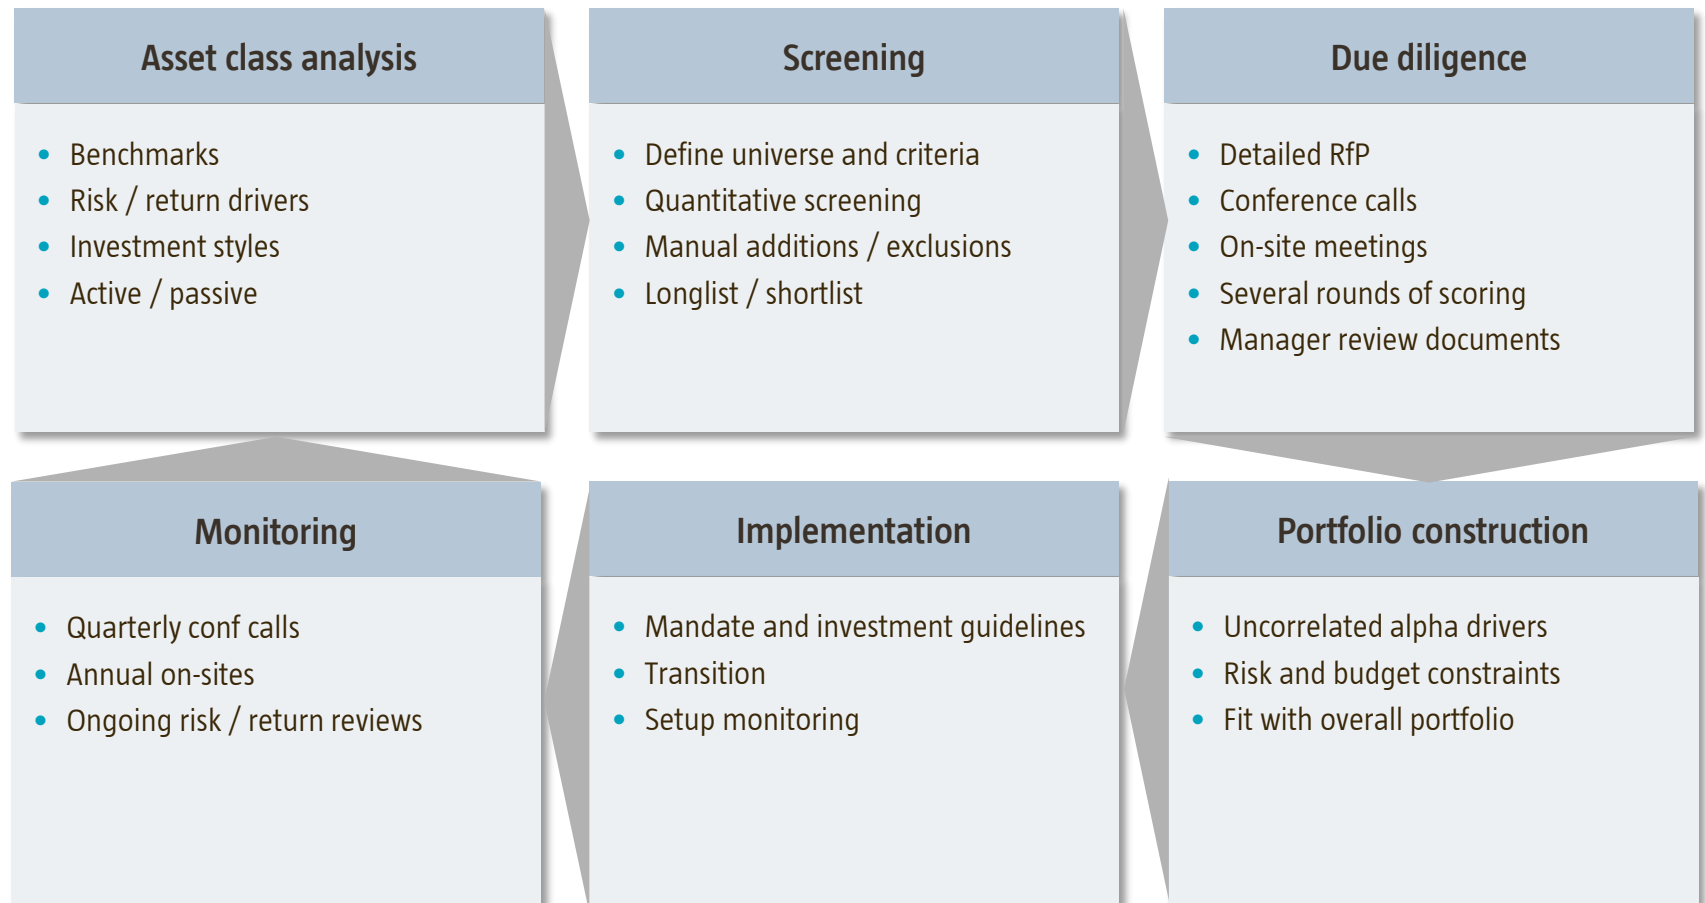 Asset class analysis
• Benchmarks
• Risk / return drivers
• Investment styles
• Active / passive
Screening
• Define universe and criteria
• Quantitative screening
• Manual additions / exclusions
• Longlist / shortlist
Due diligence
• Detailed RfP
• Conference calls
• On-site meetings
• Several rounds of scoring
• Manager review documents
Monitoring
• Quarterly conf calls
• Annual on-sites
• Ongoing risk / return reviews
Implementation
• Mandate and investment guidelines
• Transition
• Setup monitoring
Portfolio construction
• Uncorrelated alpha drivers
• Risk and budget constraints
• Fit with overall portfolio